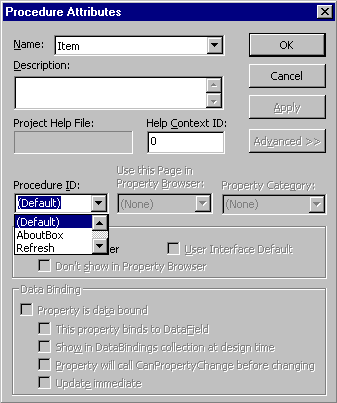 Procedure Attributes
Name: Item OK
Description: Cancel
Apply
Project Help File: Help Context ID:
0 Advanced >>
Use this Page in
Procedure ID: Property Browser: Property Category:
(Default) (None) (None)
(Default)
AboutBox
Refresh
User Interface Default
Don't show in Property Browser
Data Binding
Property is data bound
This property binds to DataField
Show in DataBindings collection at design time
Property will call CanPropertyChange before changing
Update immediate